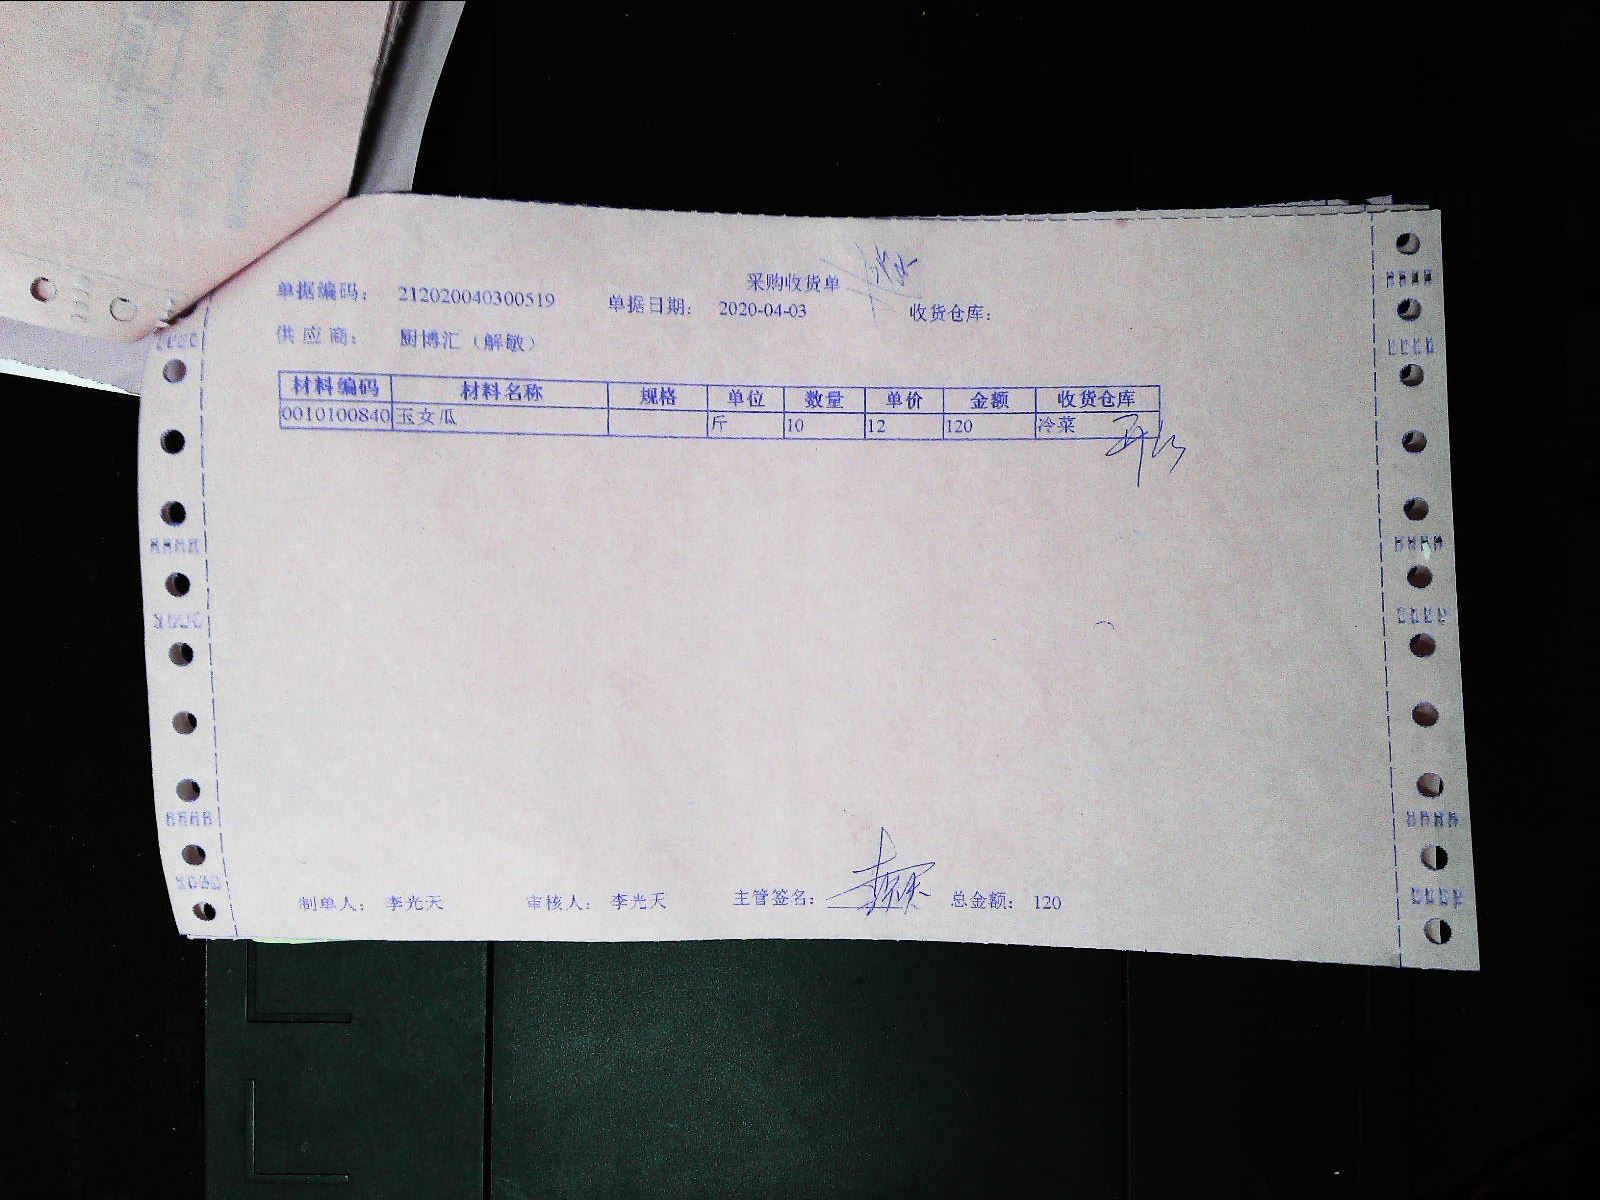 采购收货单
单据编码： 212020040300519 单据日期： 2020-04-03 收货仓库：
供 应 商： 厨博汇（解敏）
材料编码 材料名称 规格 单位 数量 单价 金额 收货仓库
0010100840 玉女瓜 斤 10 12 120 冷菜
制单人： 李光天 审核人： 李光天 主管签名： 总金额： 120